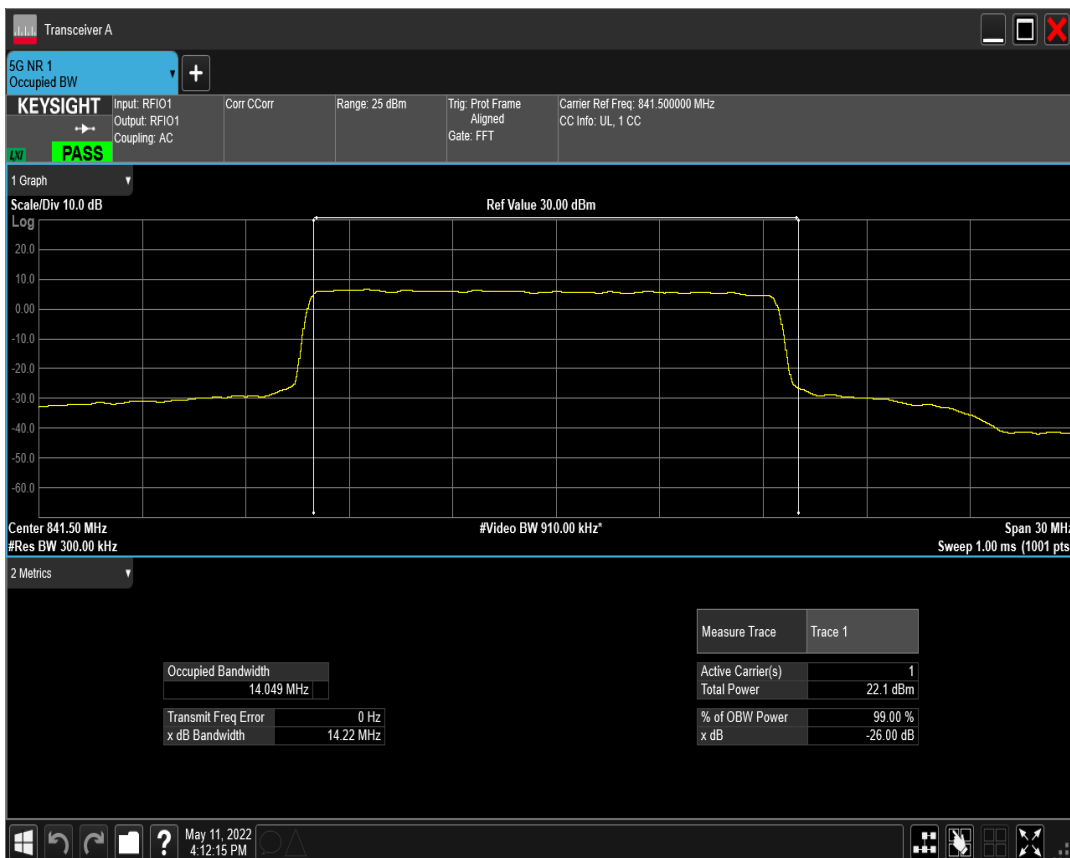 Transceiver A
5G NR 1
Occupied BW
+
KEYSIGHT
LXI
PASS
Input: RFIO1
Output: RFIO1
Coupling: AC
Corr CCorr
Range: 25 dBm
Trig: Prot Frame
Aligned
Gate: FFT
Carrier Ref Freq: 841.500000 MHz
CC Info: UL, 1 CC
1 Graph
Scale/Div 10.0 dB
Ref Value 30.00 dBm
Log
20.0
10.0
0.00
-10.0
-20.0
-30.0
-40.0
-50.0
-60.0
Center 841.50 MHz
#Video BW 910.00 kHz*
Span 30 MHz
#Res BW 300.00 kHz
Sweep 1.00 ms (1001 pts
2 Metrics
Measure Trace Trace 1
Occupied Bandwidth
14.049 MHz
Active Carrier(s) 1
Total Power 22.1 dBm
Transmit Freq Error 0 Hz
x dB Bandwidth 14.22 MHz
% of OBW Power 99.00 %
x dB -26.00 dB
?
May 11, 2022
4:12:15 PM